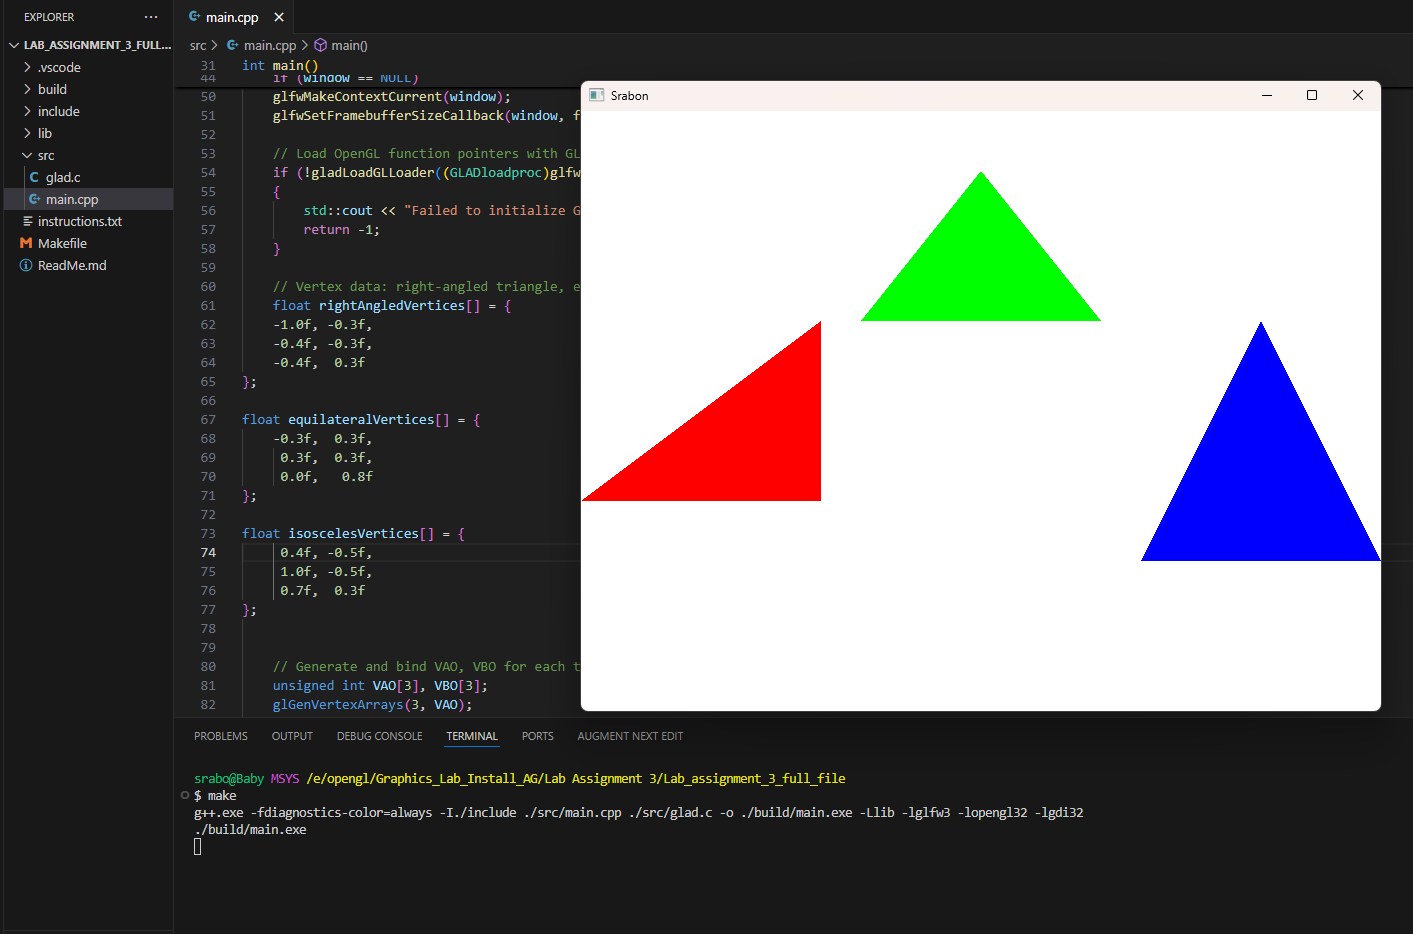 EXPLORER
...
LAB_ASSIGNMENT_3_FULL...
.vscode
build
include
lib
src
glad.c
main.cpp
instructions.txt
Makefile
ReadMe.md
main.cpp
src > main.cpp > main()
31 int main()
44 if (window == NULL)
50 glfwMakeContextCurrent(window);
51 glfwSetFramebufferSizeCallback(window, f
52
53 // Load OpenGL function pointers with GL
54 if (!gladLoadGLLoader((GLADloadproc)glfw
55 {
56 std::cout << "Failed to initialize G
57 return -1;
58 }
59
60 // Vertex data: right-angled triangle, e
61 float rightAngledVertices[] = {
62 -1.0f, -0.3f,
63 -0.4f, -0.3f,
64 -0.4f,  0.3f
65 };
66
67 float equilateralVertices[] = {
68 -0.3f,  0.3f,
69 0.3f,  0.3f,
70 0.0f,   0.8f
71 };
72
73 float isoscelesVertices[] = {
74 0.4f, -0.5f,
75 1.0f, -0.5f,
76 0.7f,  0.3f
77 };
78
79
80 // Generate and bind VAO, VBO for each t
81 unsigned int VAO[3], VBO[3];
82 glGenVertexArrays(3, VAO);
Srabon
PROBLEMS OUTPUT DEBUG CONSOLE TERMINAL PORTS AUGMENT NEXT EDIT
srabo@Baby MSYS /e/opengl/Graphics_Lab_Install_AG/Lab Assignment 3/Lab_assignment_3_full_file
$ make
g++.exe -fdiagnostics-color=always -I./include ./src/main.cpp ./src/glad.c -o ./build/main.exe -Llib -lglfw3 -lopengl32 -lgdi32
./build/main.exe